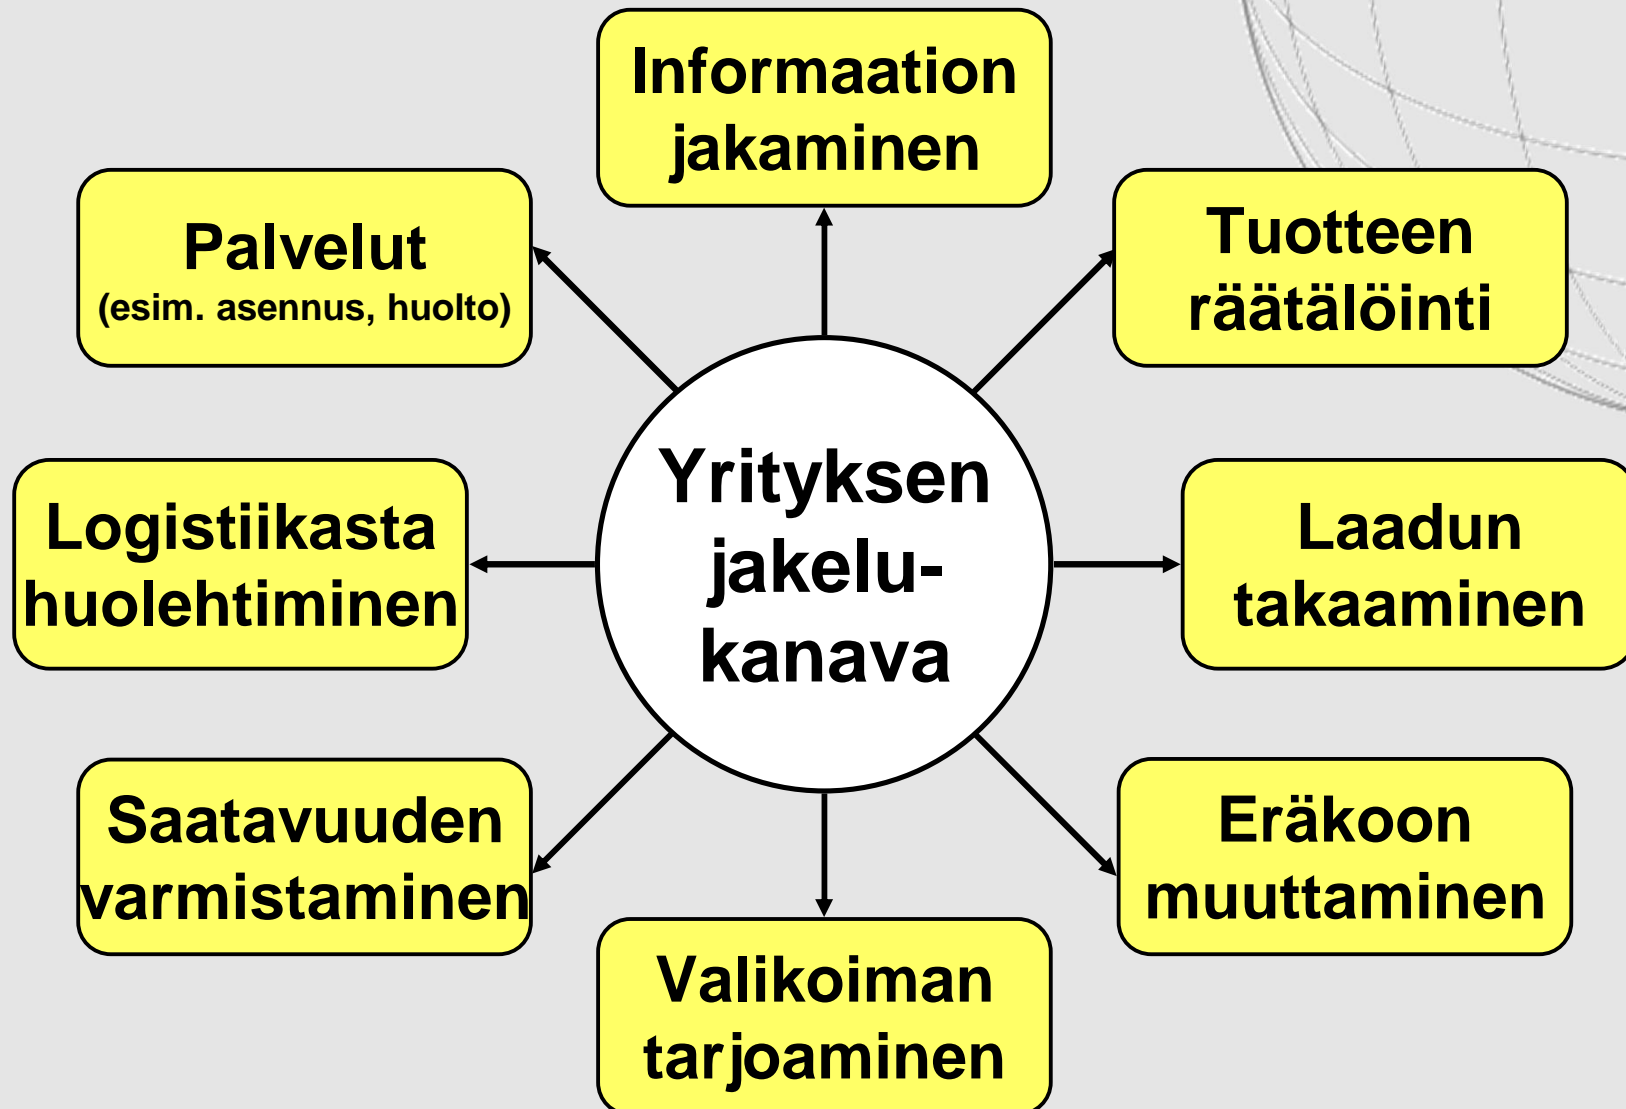 Informaation
jakaminen
Palvelut
(esim. asennus, huolto)
Tuotteen
räätälöinti
Yrityksen
jakelu-
kanava
Logistiikasta
huolehtiminen
Laadun
takaaminen
Saatavuuden
varmistaminen
Eräkoon
muuttaminen
Valikoiman
tarjoaminen